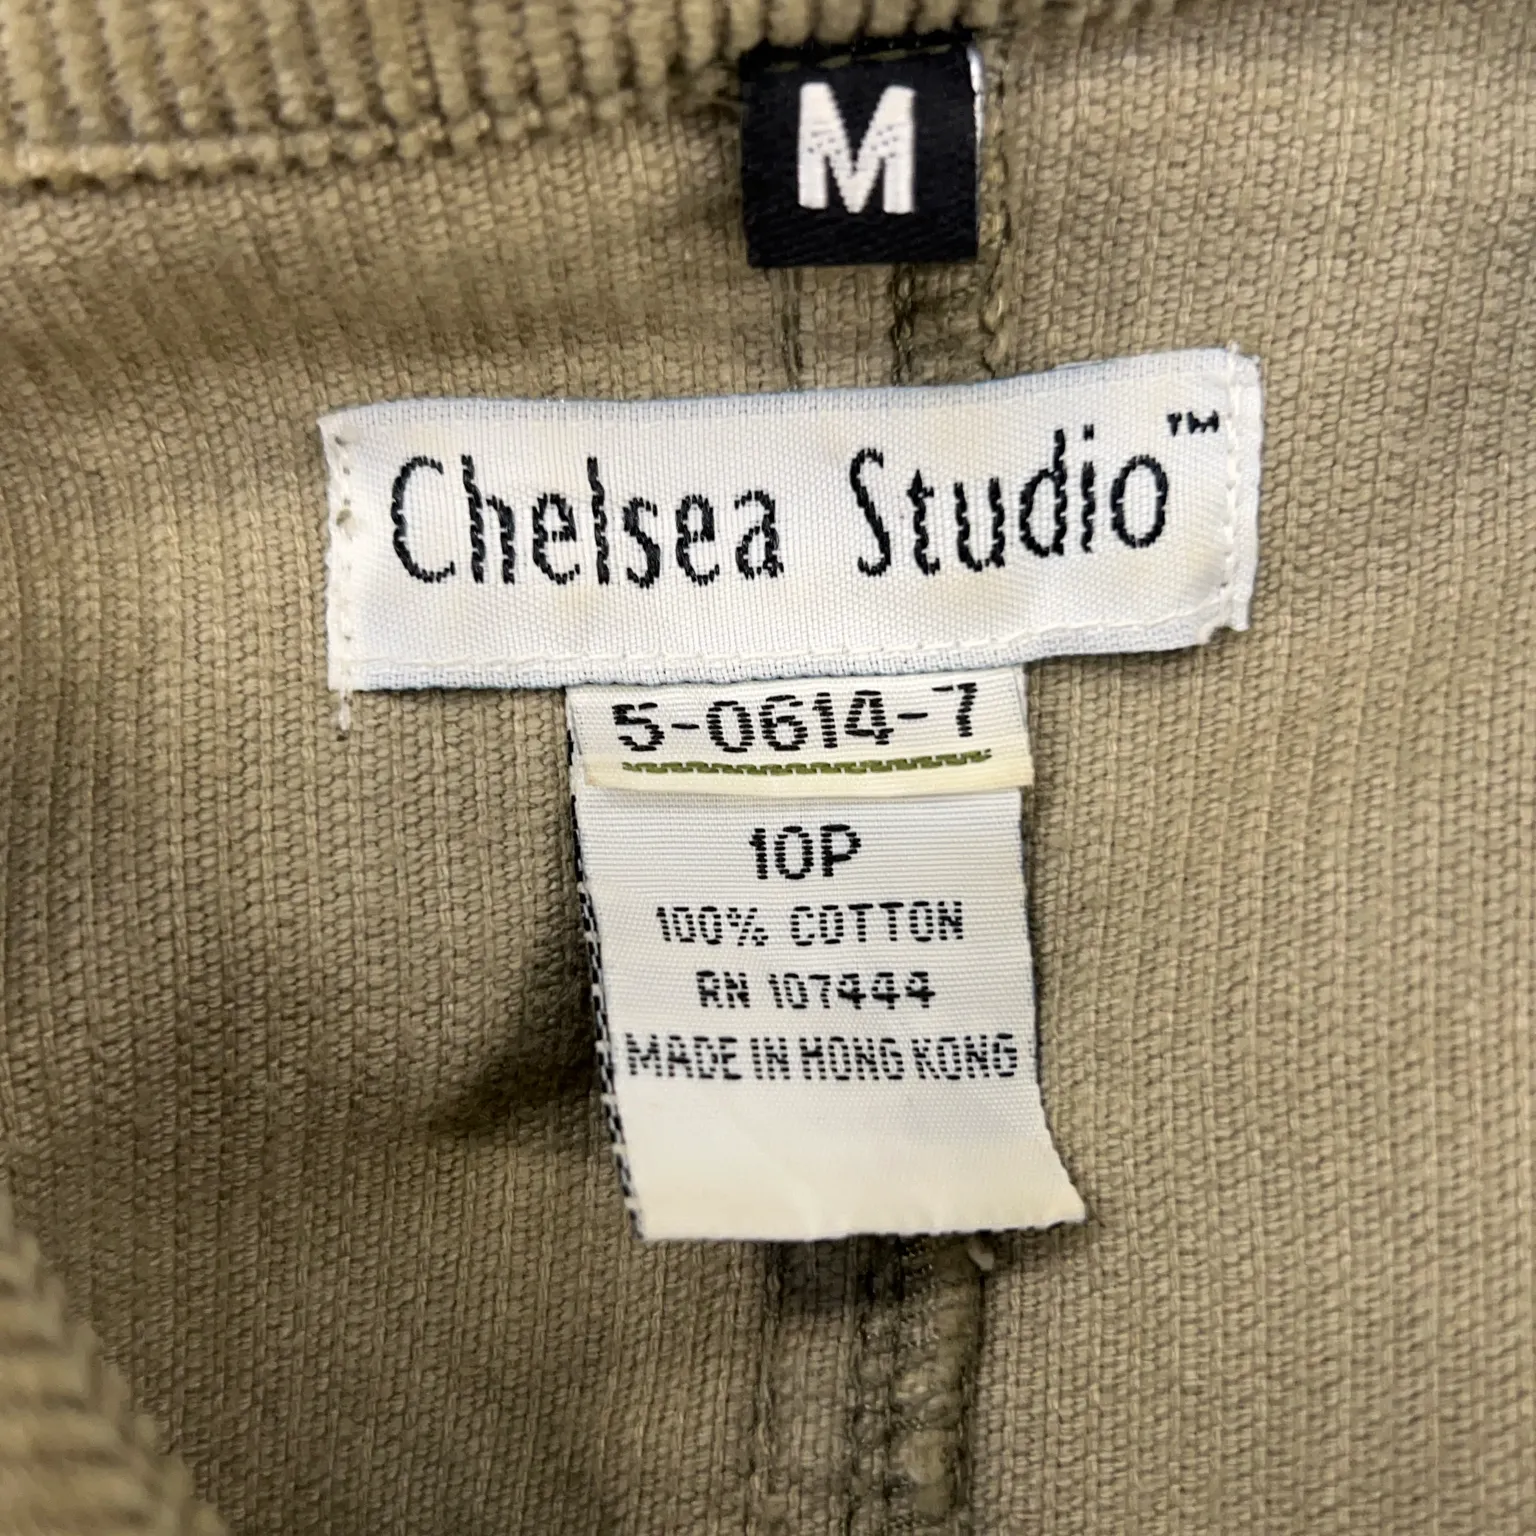 M
Chelsea Studio™
5-0614-7
10P
100% COTTON
RN 107444
MADE IN HONG KONG